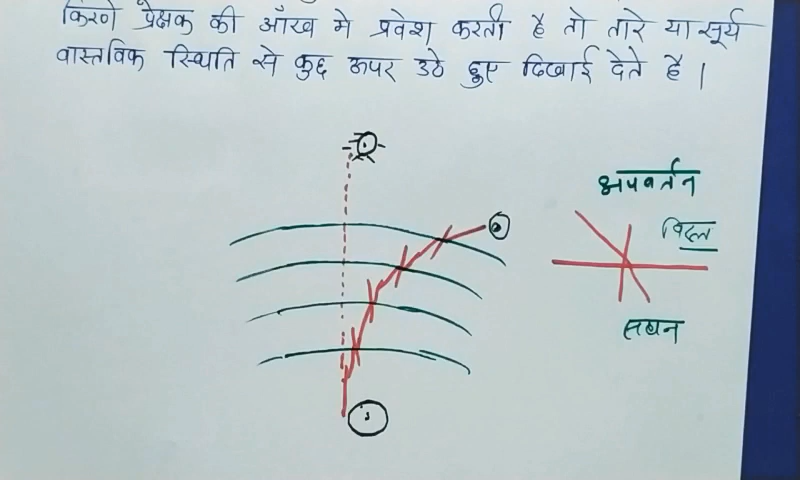 किरणे प्रेक्षक की आँख मे प्रवेश करती है तो तारे या सूर्य
वास्तविक स्थिति से कुछ ऊपर उठे हुए दिखाई देते है।
अपवर्तन
विरल
सघन